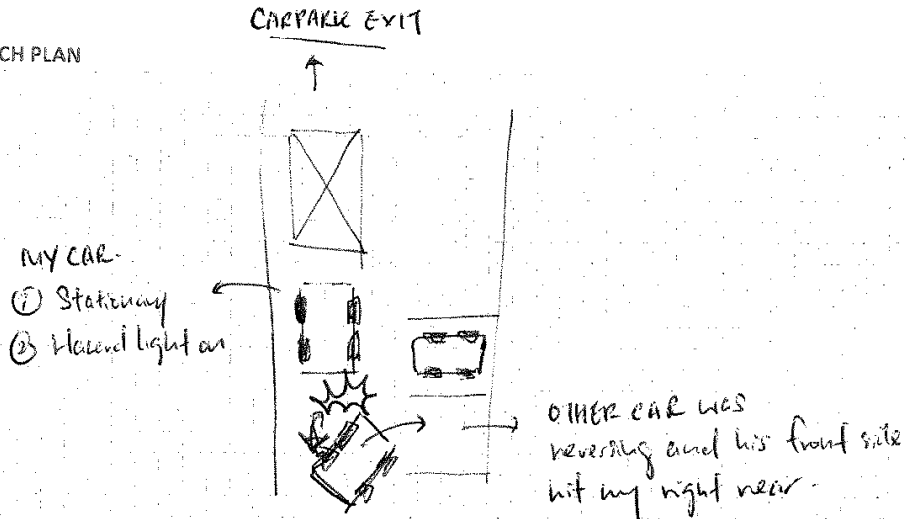 CARPARK EXIT
CH PLAN
MY CAR.
① Stationary
② Hazard light on
OTHER CAR was
reversing and his front side
hit my right rear.